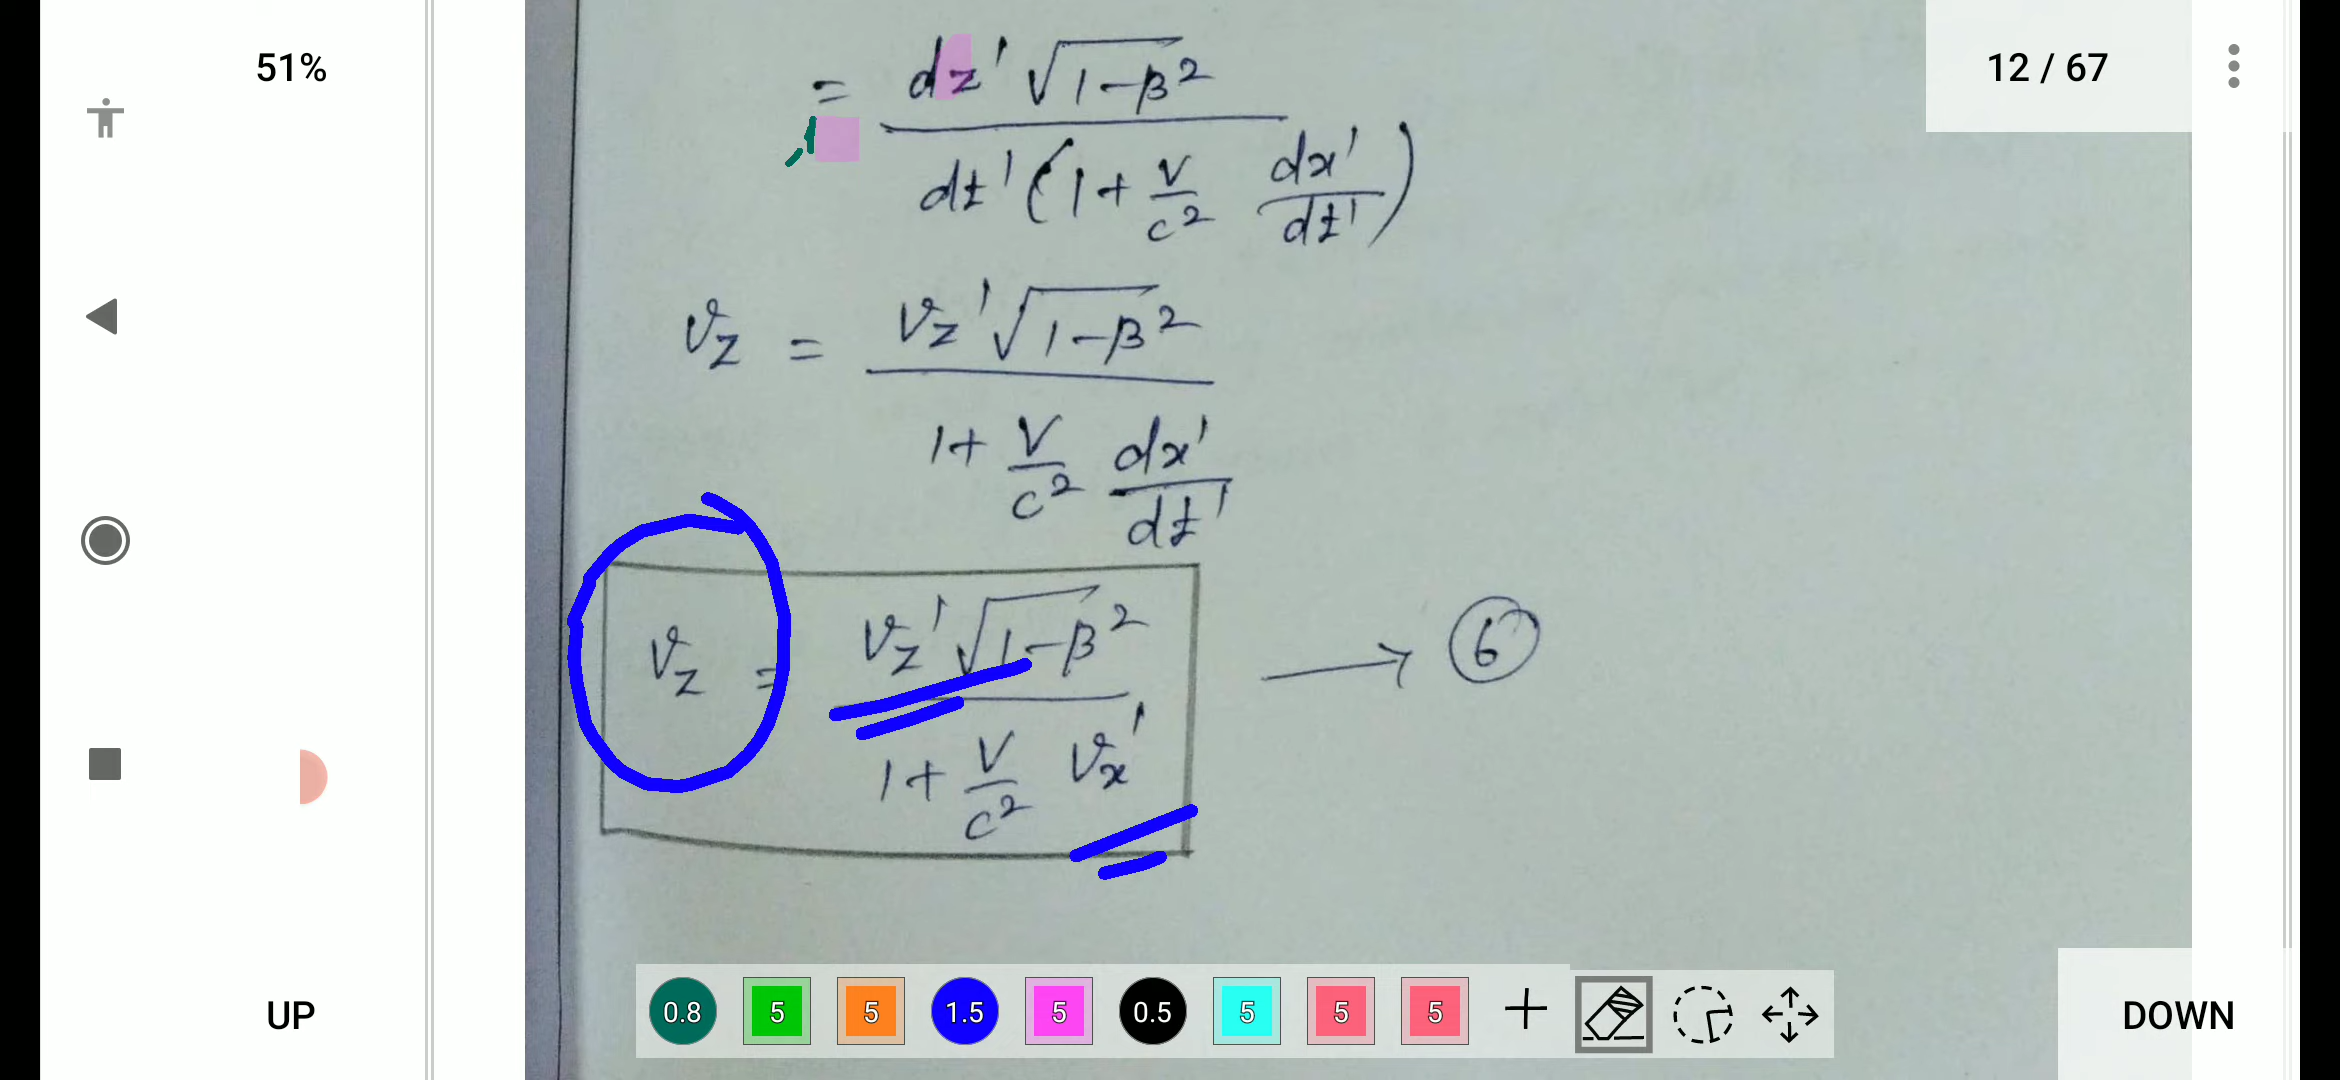 51%
12 / 67
= dz' √1-β²
dt' (1+ v/c² dx'/dt')
vz = vz' √1-β²
1+ v/c² dx'/dt'
vz = vz' √1-β² → 6
1+ v/c² vx'
UP 0.8 5 5 1.5 5 0.5 5 5 5 + DOWN